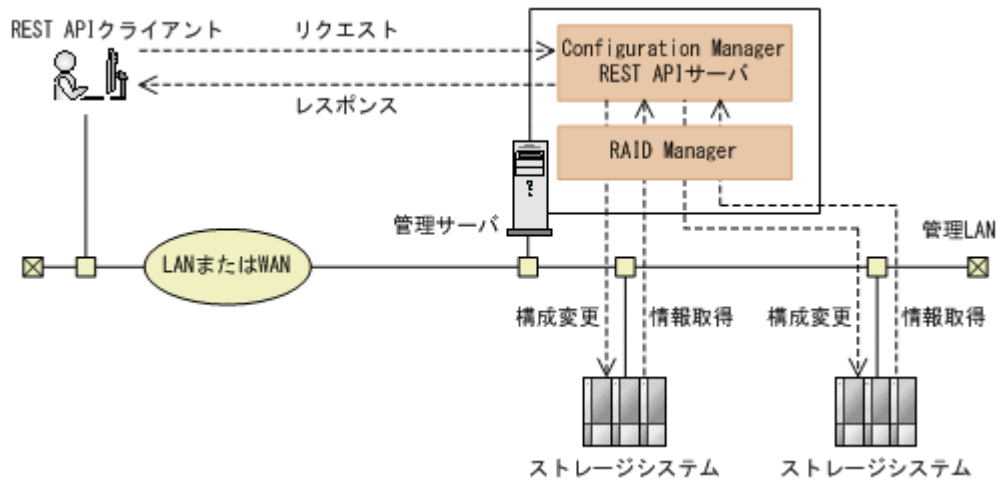 REST APIクライアント
リクエスト
レスポンス
Configuration Manager
REST APIサーバ
RAID Manager
管理サーバ
管理LAN
LANまたはWAN
構成変更
情報取得
構成変更
情報取得
ストレージシステム
ストレージシステム